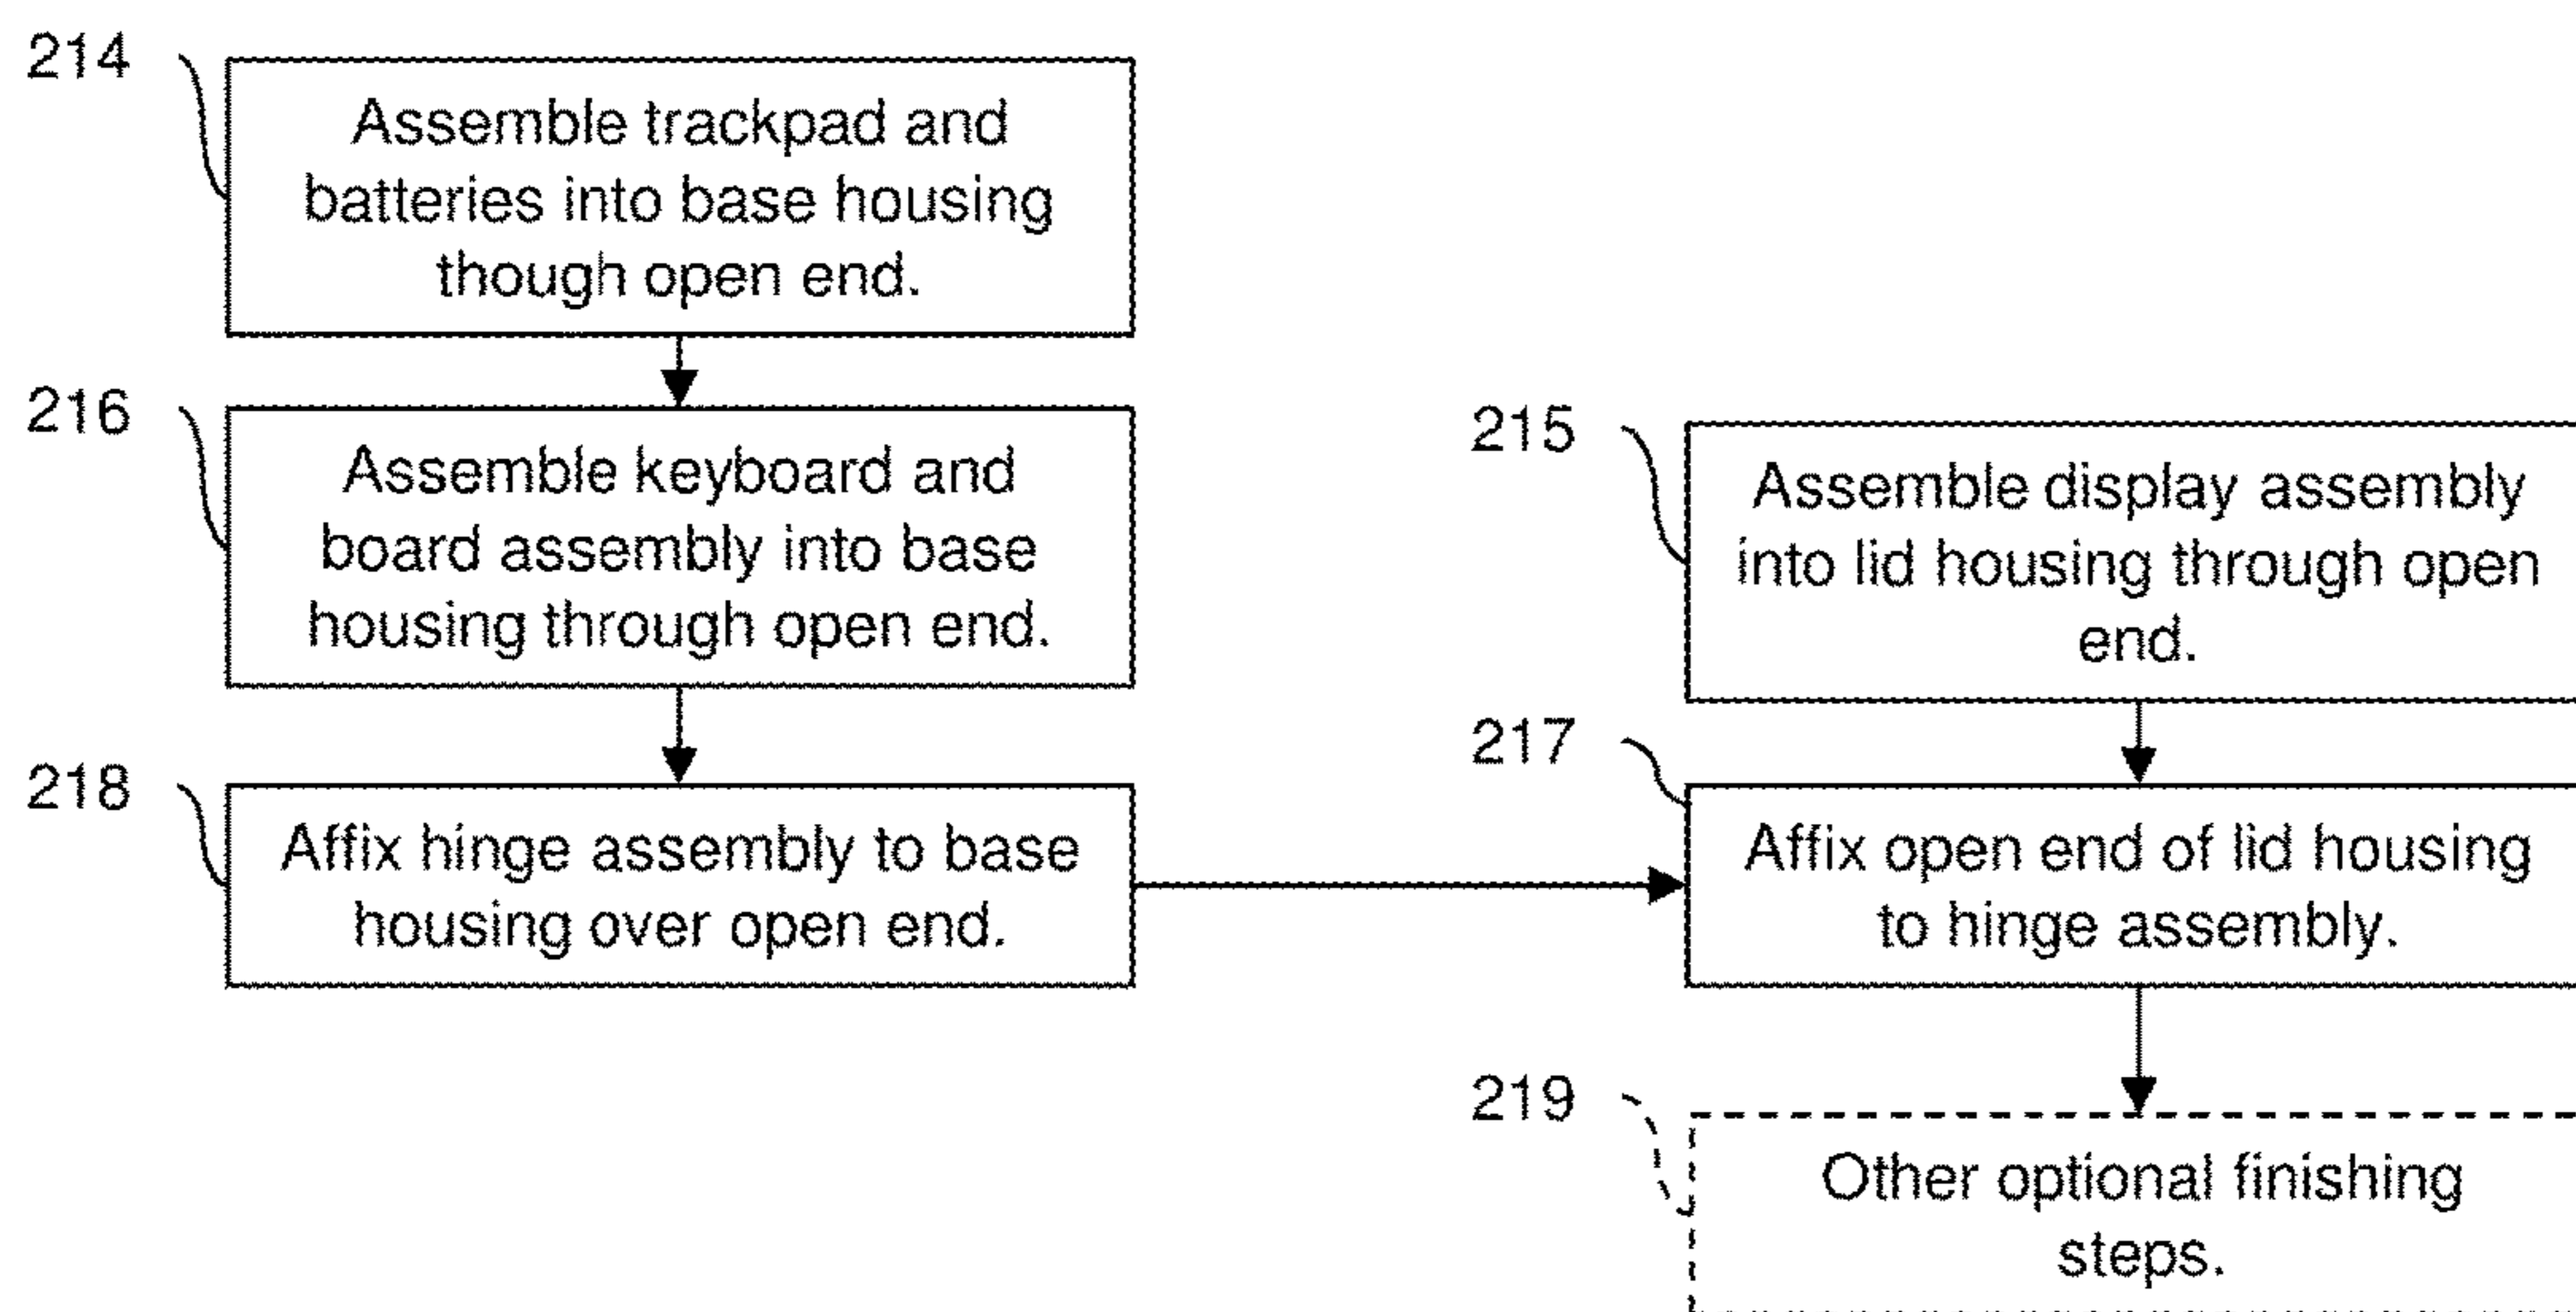 214
Assemble trackpad and
batteries into base housing
though open end.
216
Assemble keyboard and
board assembly into base
housing through open end.
218
Affix hinge assembly to base
housing over open end.
215
Assemble display assembly
into lid housing through open
end.
217
Affix open end of lid housing
to hinge assembly.
219
Other optional finishing
steps.